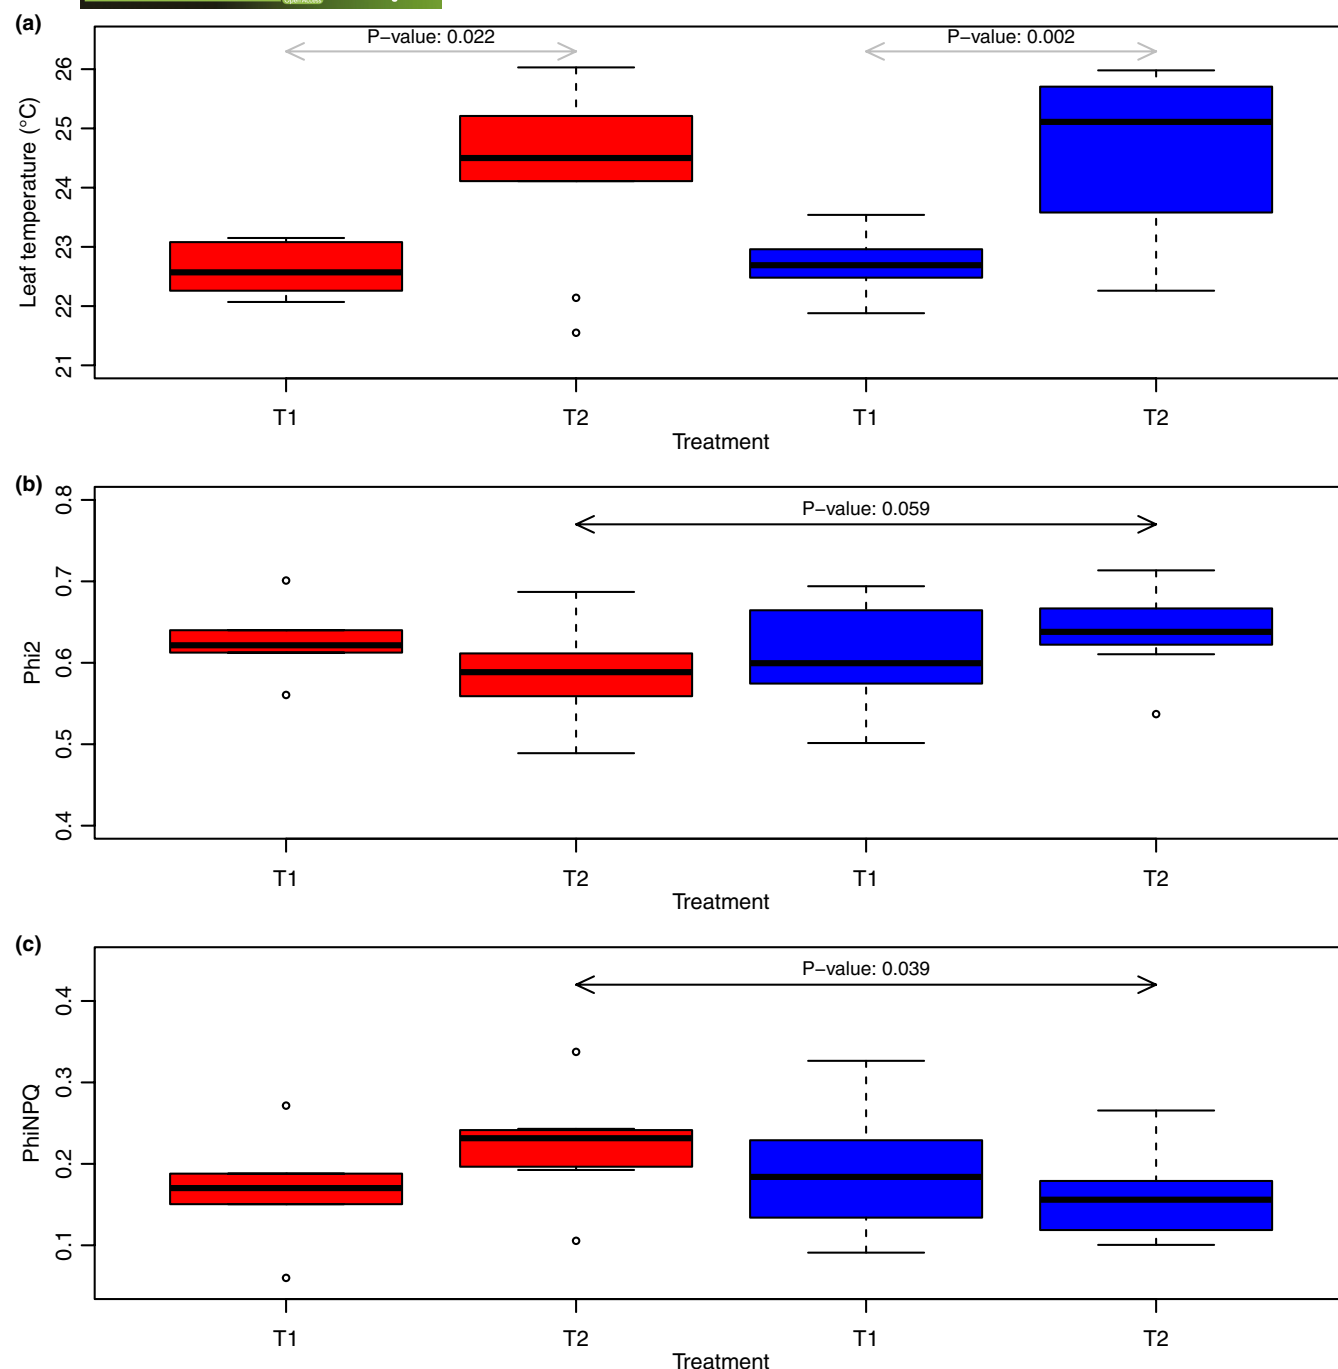 (a)
P−value: 0.022
P−value: 0.002
Leaf temperature (°C)
26
25
24
23
22
21
T1
T2
T1
T2
Treatment
(b)
P−value: 0.059
Phi2
0.8
0.7
0.6
0.5
0.4
T1
T2
T1
T2
Treatment
(c)
P−value: 0.039
PhiNPQ
0.4
0.3
0.2
0.1
T1
T2
T1
T2
Treatment